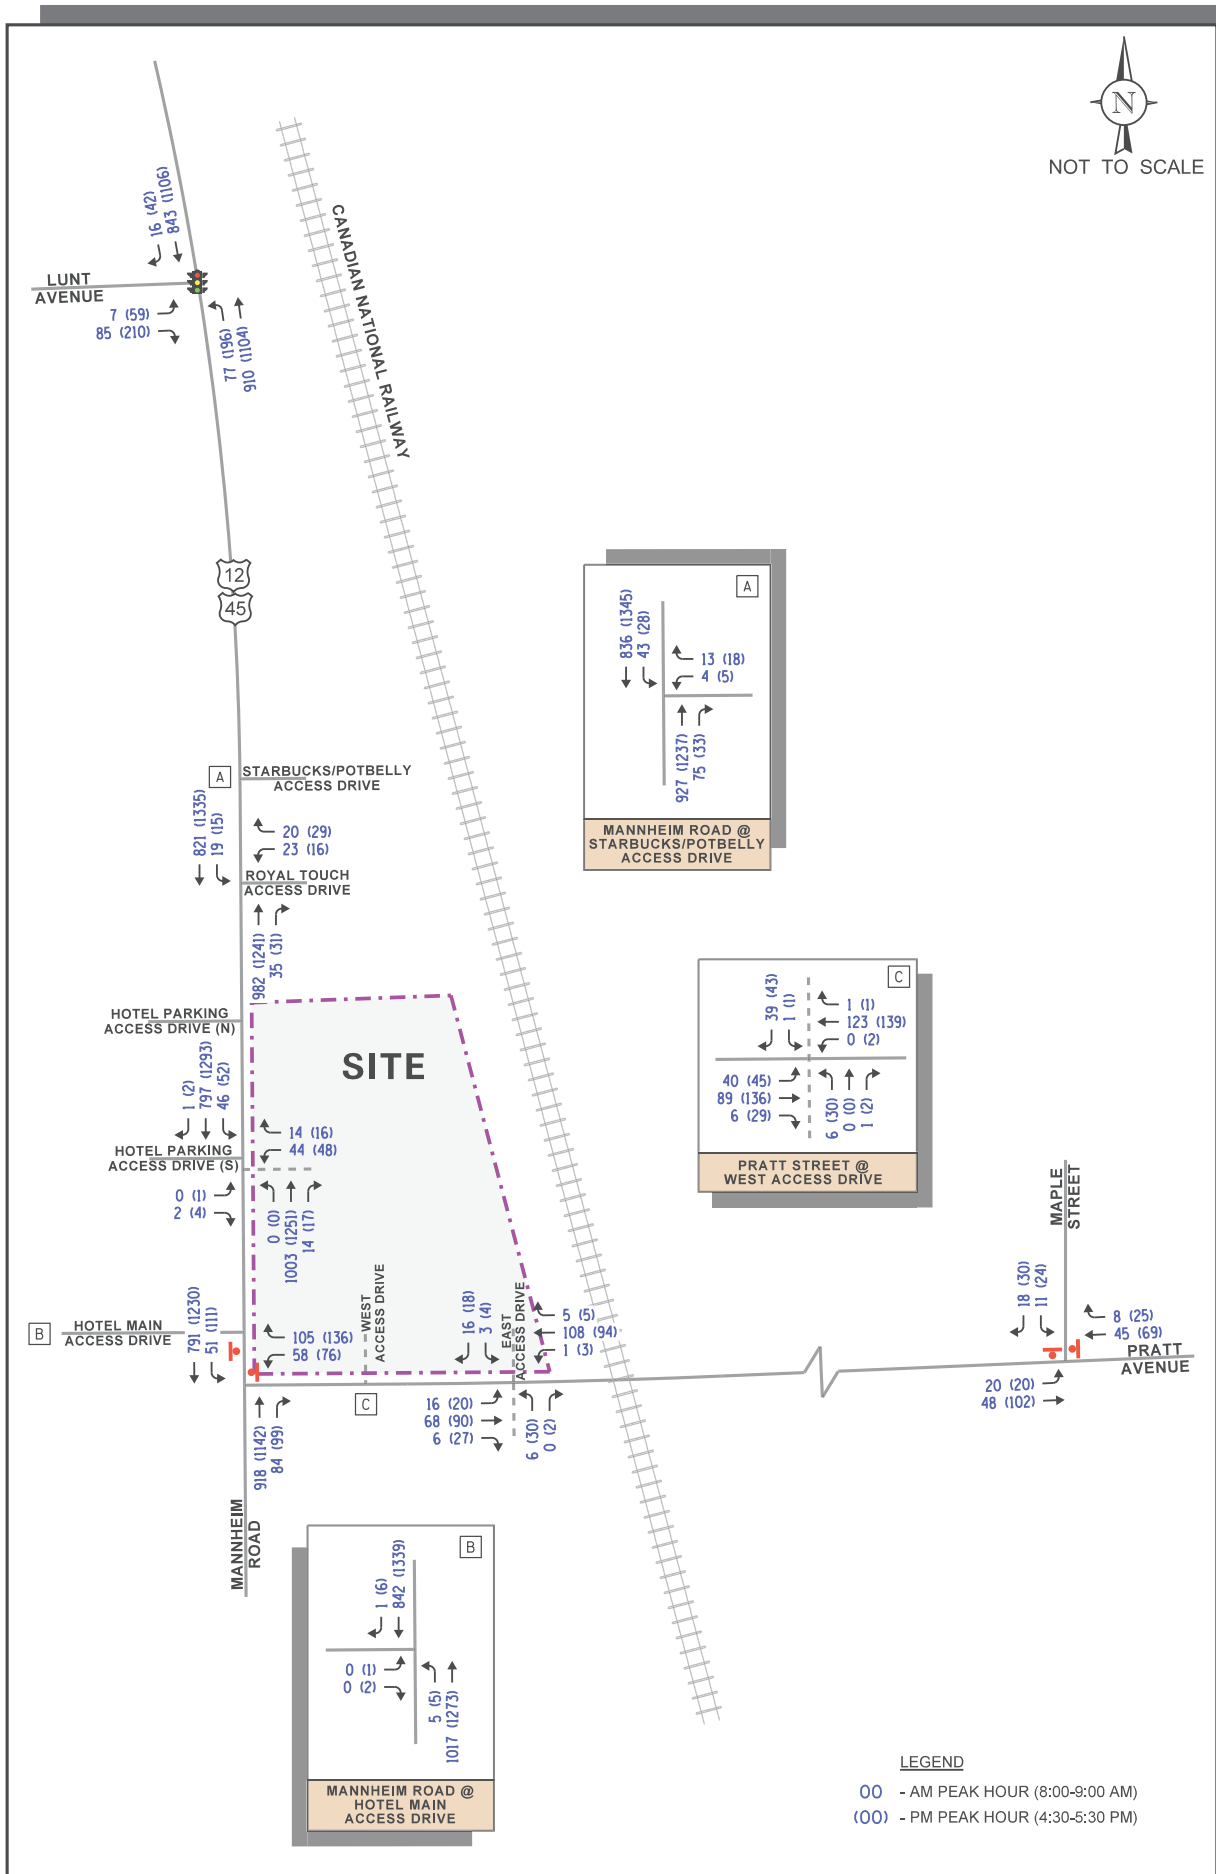 N
NOT TO SCALE
16 (42)
843 (1106)
LUNT
AVENUE
7 (59)
85 (210)
77 (196)
910 (1104)
CANADIAN NATIONAL RAILWAY
12
45
A
836 (1345)
43 (28)
13 (18)
4 (5)
927 (1237)
75 (33)
MANNHEIM ROAD @
STARBUCKS/POTBELLY
ACCESS DRIVE
A
STARBUCKS/POTBELLY
ACCESS DRIVE
821 (1335)
19 (15)
20 (29)
23 (16)
ROYAL TOUCH
ACCESS DRIVE
982 (1241)
35 (31)
HOTEL PARKING
ACCESS DRIVE (N)
SITE
1 (2)
797 (1293)
46 (52)
14 (16)
44 (48)
HOTEL PARKING
ACCESS DRIVE (S)
0 (1)
2 (4)
0 (0)
1003 (1251)
14 (17)
C
39 (43)
1 (1)
1 (1)
123 (139)
0 (2)
40 (45)
89 (136)
6 (29)
6 (30)
0 (0)
1 (2)
PRATT STREET @
WEST ACCESS DRIVE
MAPLE
STREET
18 (30)
11 (24)
8 (25)
45 (69)
PRATT
AVENUE
20 (20)
48 (102)
B
HOTEL MAIN
ACCESS DRIVE
791 (1230)
51 (111)
105 (136)
58 (76)
WEST
ACCESS DRIVE
16 (18)
3 (4)
EAST
ACCESS DRIVE
5 (5)
108 (94)
1 (3)
C
16 (20)
68 (90)
6 (27)
6 (30)
0 (2)
918 (1142)
84 (99)
MANNHEIM
ROAD
B
1 (6)
842 (1339)
0 (1)
0 (2)
5 (5)
1017 (1273)
MANNHEIM ROAD @
HOTEL MAIN
ACCESS DRIVE
LEGEND
00 - AM PEAK HOUR (8:00-9:00 AM)
(00) - PM PEAK HOUR (4:30-5:30 PM)